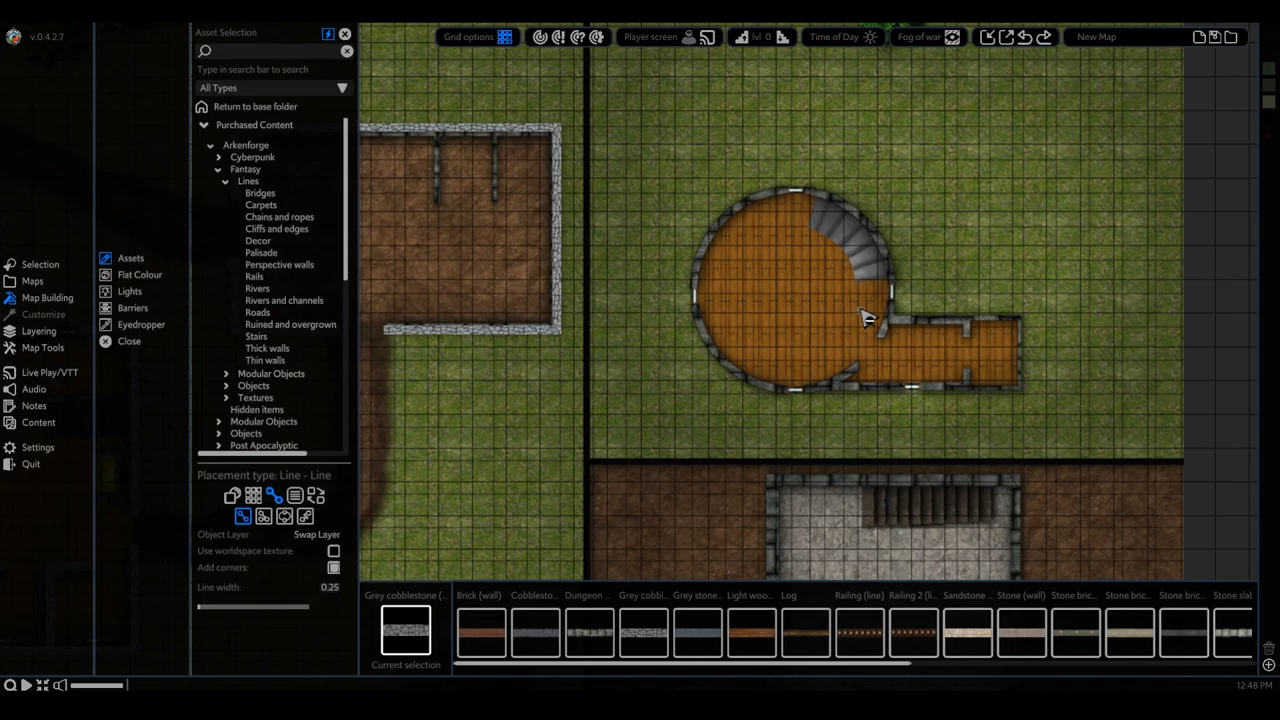 v.0.4.2.7
Asset Selection
Grid options
Player screen
lvl 0
Time of Day
Fog of war
New Map
Type in search bar to search
All Types
Return to base folder
Purchased Content
Arkenforge
Cyberpunk
Fantasy
Lines
Bridges
Carpets
Chains and ropes
Cliffs and edges
Decor
Palisade
Perspective walls
Rails
Rivers
Rivers and channels
Roads
Ruined and overgrown
Stairs
Thick walls
Thin walls
Modular Objects
Objects
Textures
Hidden items
Modular Objects
Objects
Post Apocalyptic
Selection
Maps
Map Building
Customize
Layering
Map Tools
Live Play/VTT
Audio
Notes
Content
Settings
Quit
Assets
Flat Colour
Lights
Barriers
Eyedropper
Close
Placement type: Line - Line
Object Layer
Swap Layer
Use worldspace texture:
Add corners:
Line width:
0.25
Grey cobblestone (...
Current selection
Brick (wall)
Cobblesto...
Dungeon ...
Grey cobbl...
Grey stone...
Light woo...
Log
Railing (line)
Railing 2 (li...
Sandstone ...
Stone (wall)
Stone bric...
Stone bric...
Stone bric...
Stone slal
12:48 PM